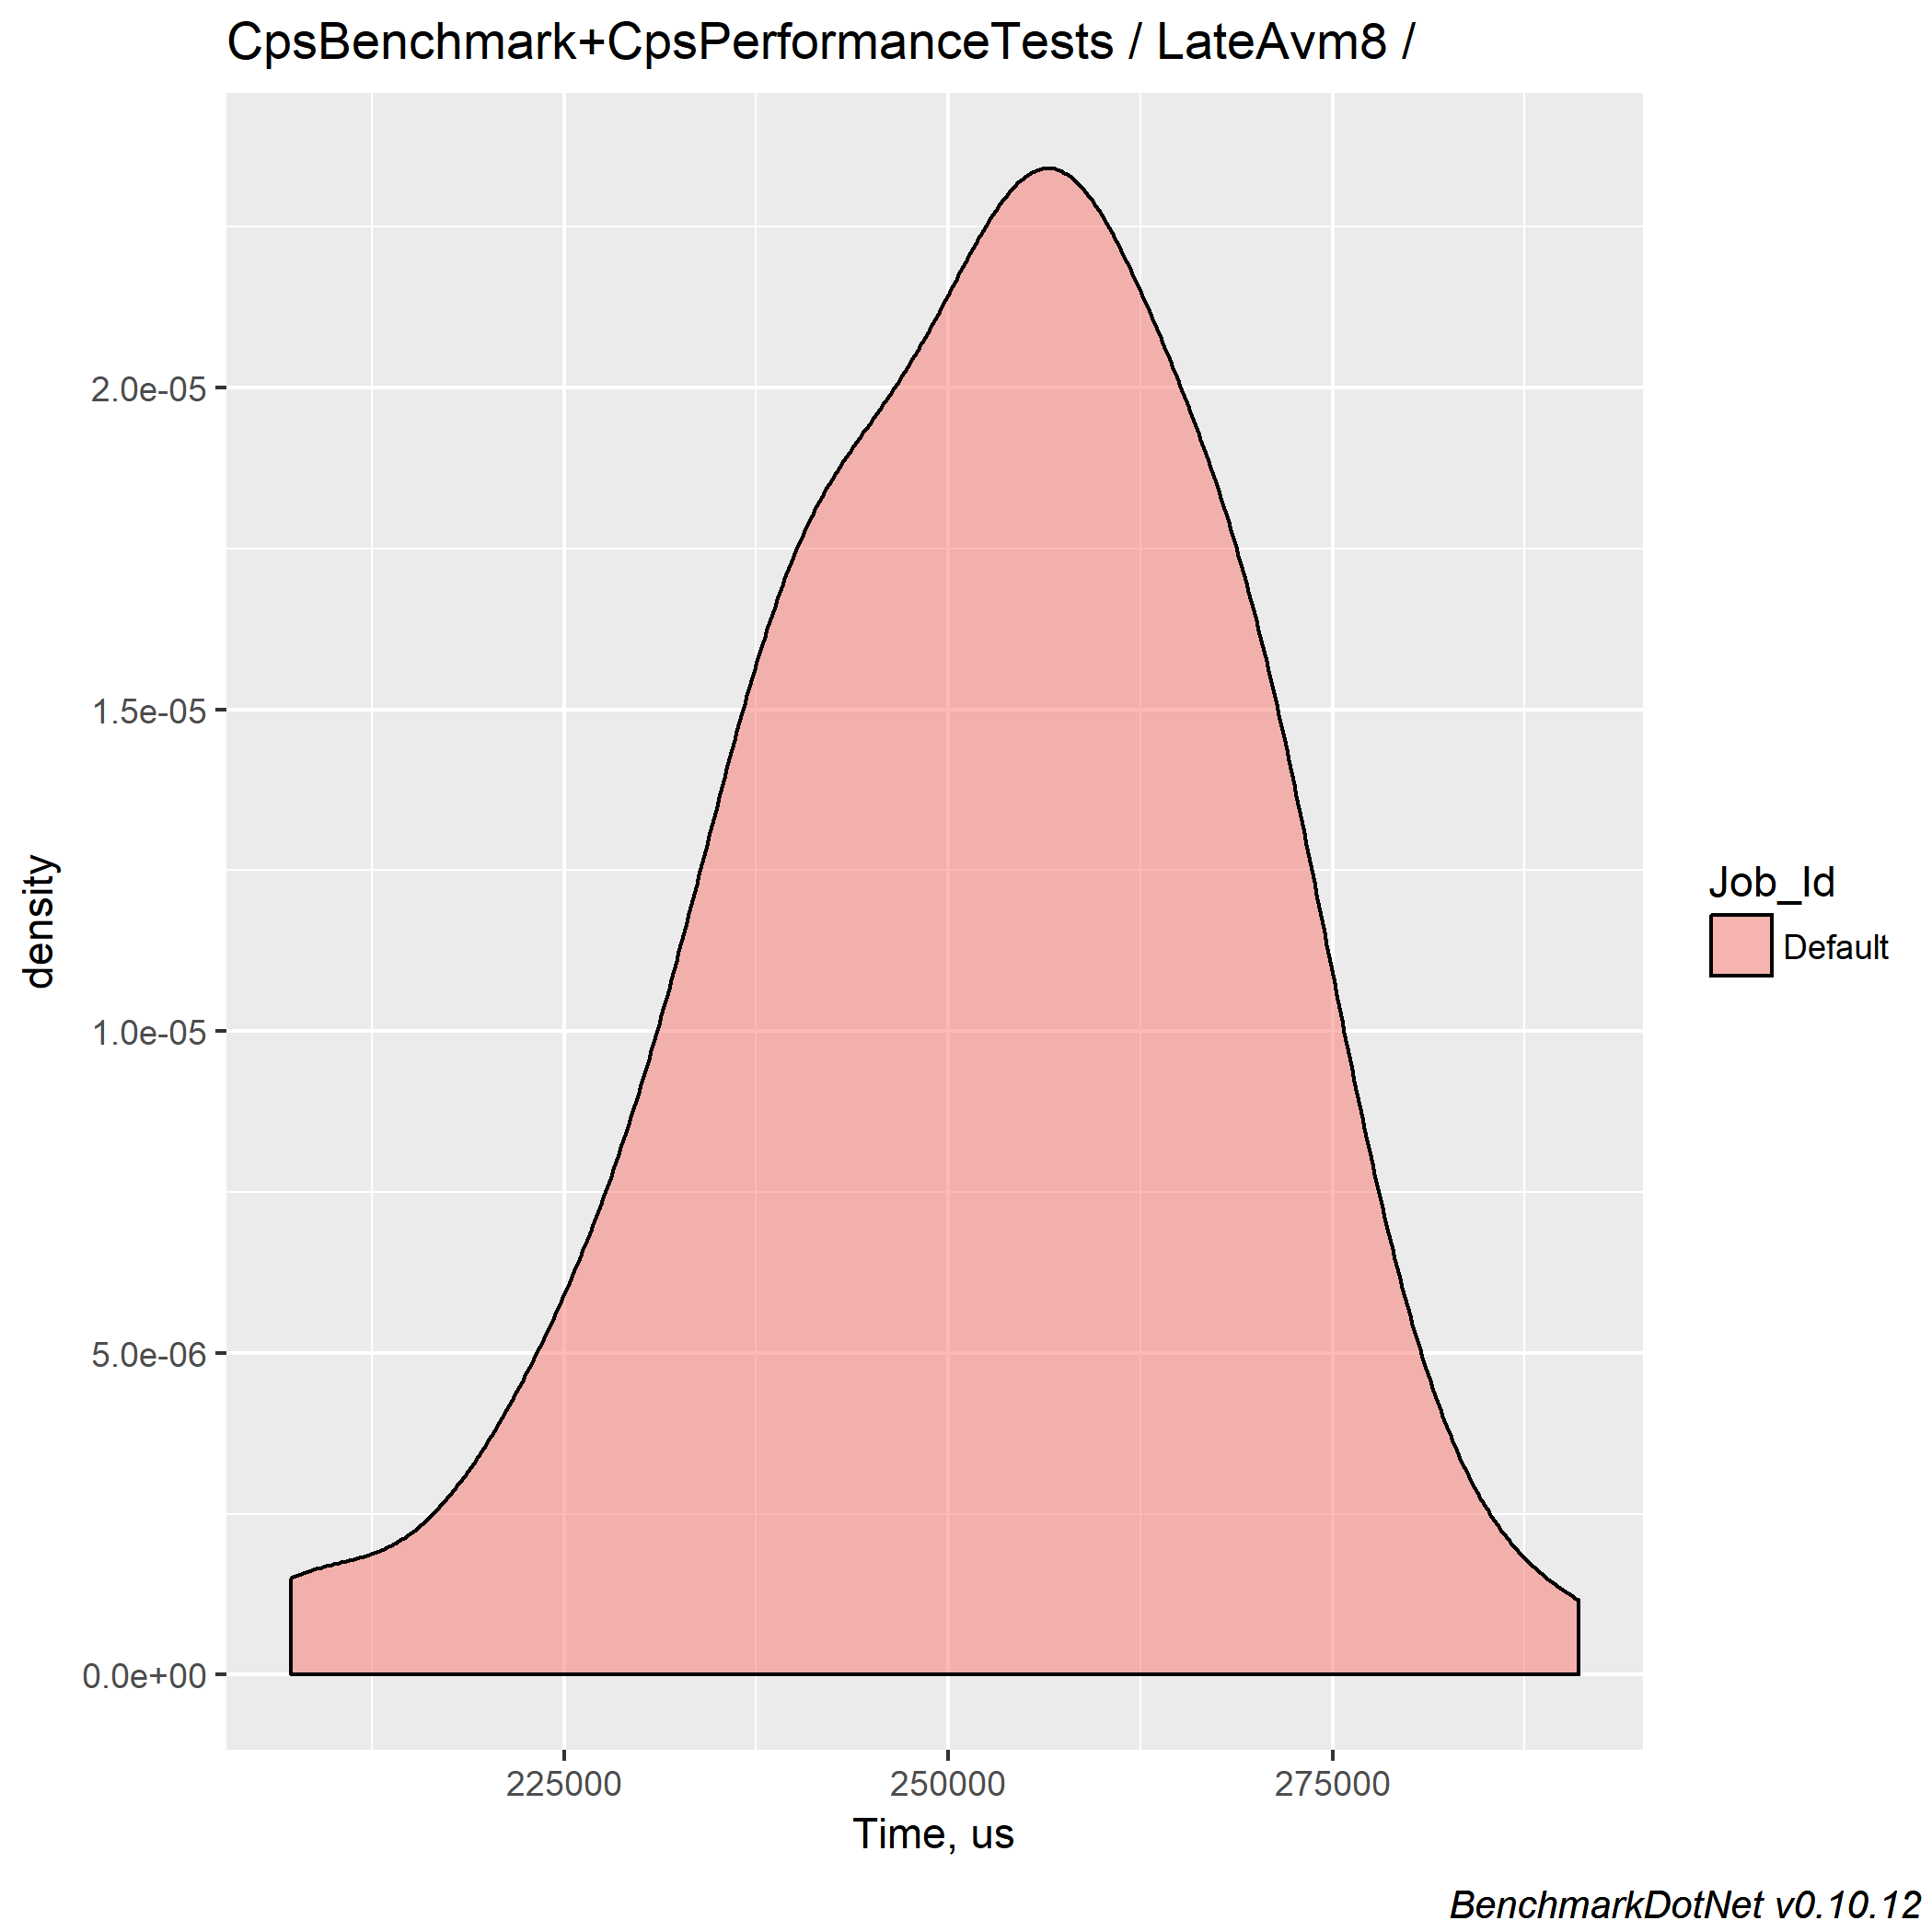 CpsBenchmark+CpsPerformanceTests / LateAvm8 /
2.0e-05
1.5e-05
1.0e-05
5.0e-06
0.0e+00
density
225000 250000 275000
Time, us
Job_Id
Default
BenchmarkDotNet v0.10.12